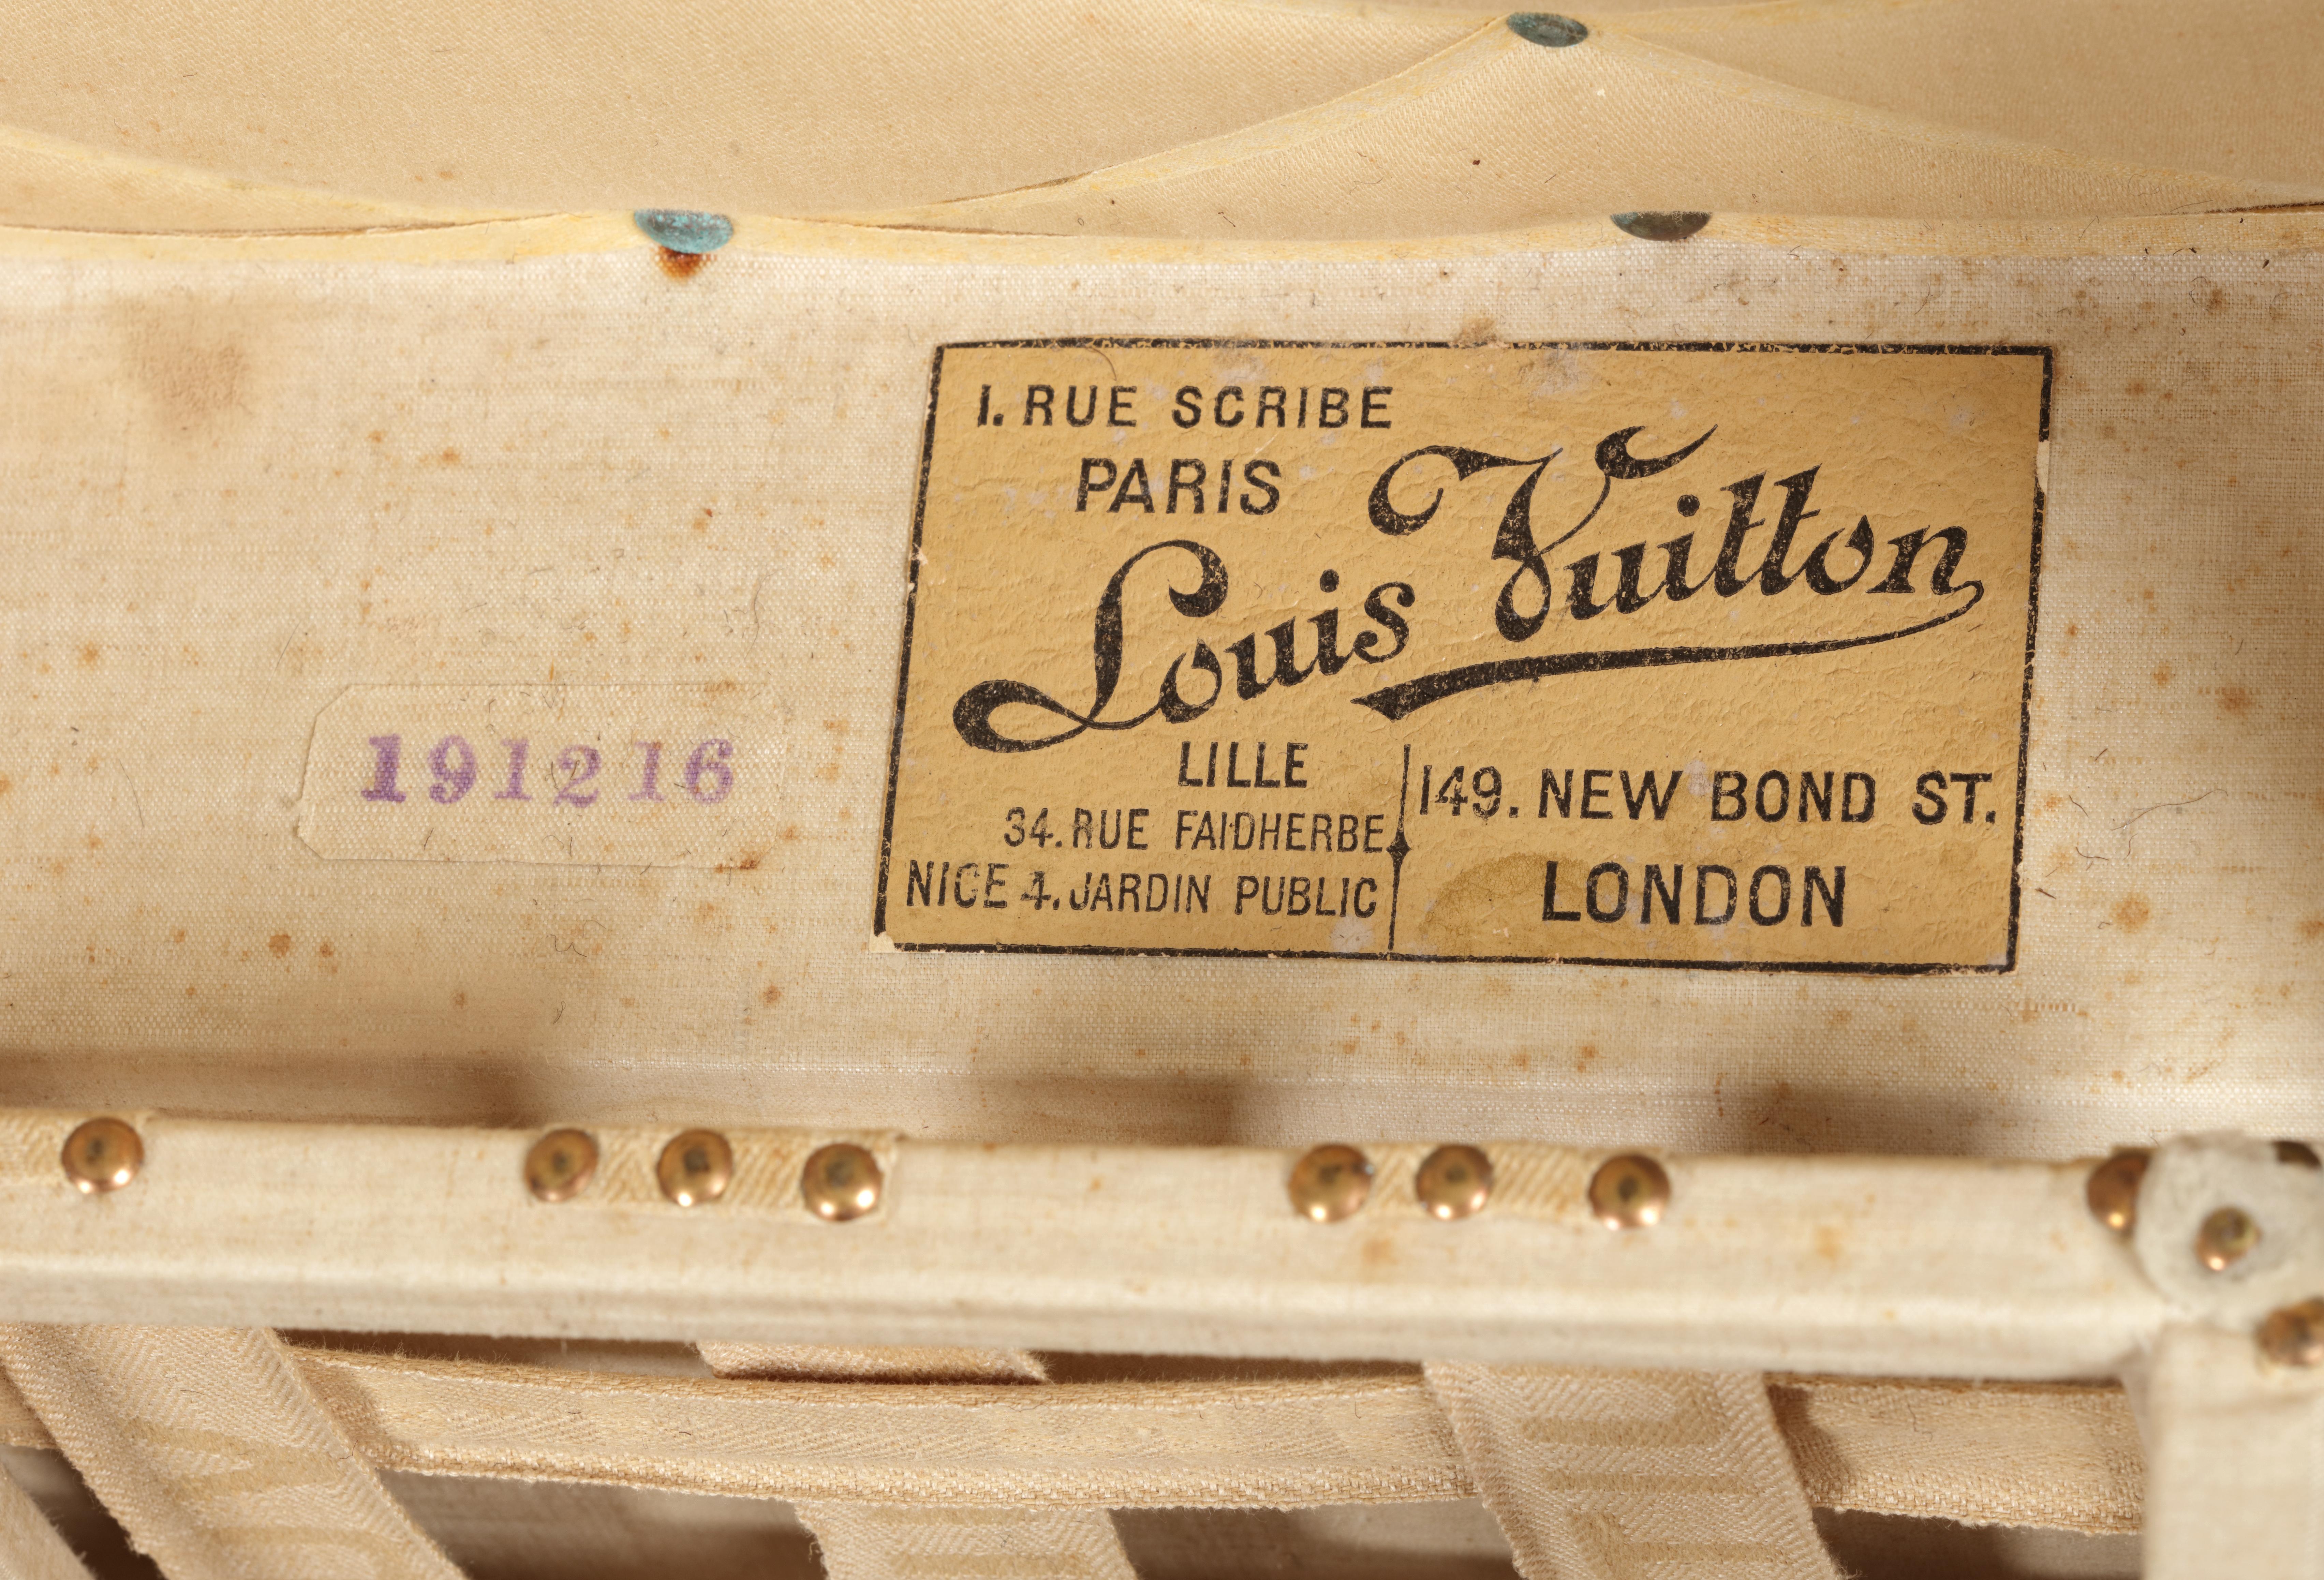 1. RUE SCRIBE
PARIS
Louis Vuitton
LILLE
34. RUE FAIDHERBE
NICE 4. JARDIN PUBLIC
149. NEW BOND ST.
LONDON
191216